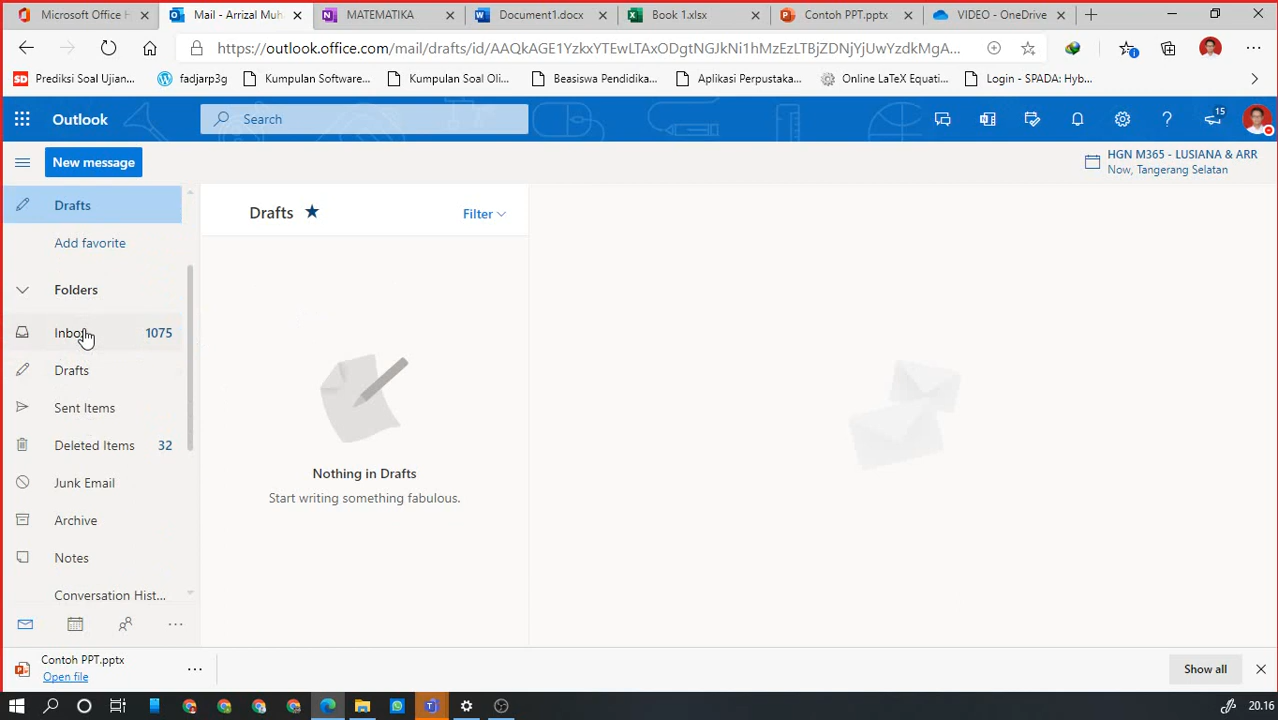 Microsoft Office H
Mail - Arrizal Muh
MATEMATIKA
Document1.docx
Book 1.xlsx
Contoh PPT.pptx
VIDEO - OneDrive
https://outlook.office.com/mail/drafts/id/AAQkAGE1YzkxYTEwLTAxODgtNGJkNi1hMzEzLTBjZDNjYjUwYzdkMgA...
Prediksi Soal Ujian...
fadjarp3g
Kumpulan Software...
Kumpulan Soal Oli...
Beasiswa Pendidika...
Aplikasi Perpustaka...
Online LaTeX Equati...
Login - SPADA: Hyb...
Outlook
Search
15
New message
HGN M365 - LUSIANA & ARR
Now, Tangerang Selatan
Drafts
Add favorite
Folders
Inbox 1075
Drafts
Sent Items
Deleted Items 32
Junk Email
Archive
Notes
Conversation Hist...
Drafts
Filter
Nothing in Drafts
Start writing something fabulous.
Contoh PPT.pptx
Open file
Show all
20.16